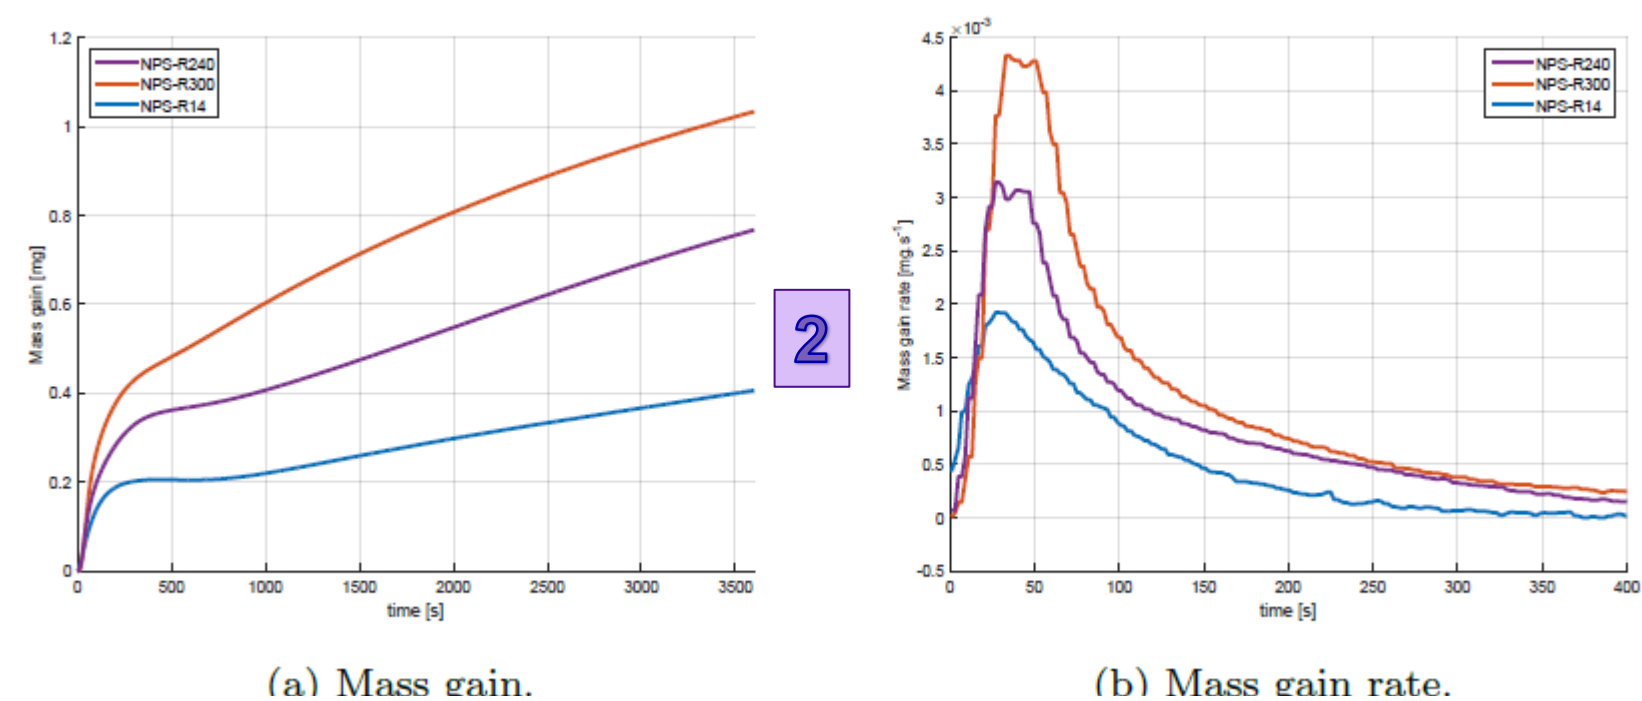 1.2
NPS-R240
NPS-R300
NPS-R14
1
0.8
0.6
0.4
0.2
0
Mass gain [mg]
0 500 1000 1500 2000 2500 3000 3500
time [s]
(a) Mass gain.
2
×10-3
4.5
NPS-R240
NPS-R300
NPS-R14
4
3.5
3
2.5
2
1.5
1
0.5
0
-0.5
Mass gain rate [mg.s-1]
0 50 100 150 200 250 300 350 400
time [s]
(b) Mass gain rate.